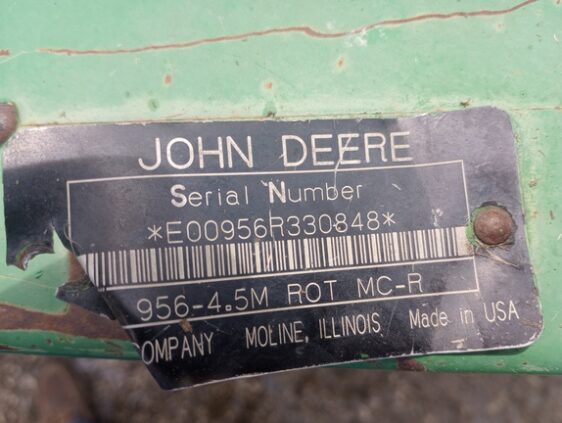 JOHN DEERE
Serial Number
*E00956R330848*
956-4.5M ROT MC-R
OMPANY MOLINE, ILLINOIS Made in USA